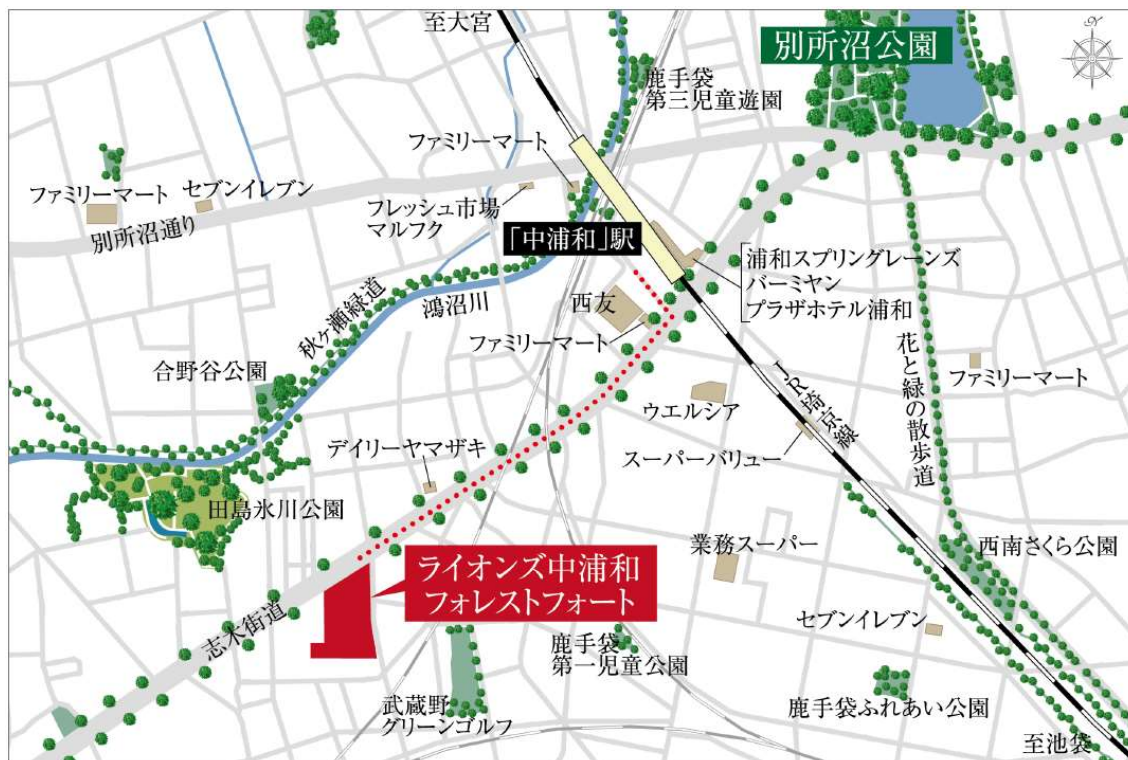 至大宮
別所沼公園
N
鹿手袋
第三児童遊園
ファミリーマート
ファミリーマート
セブンイレブン
フレッシュ市場
マルフク
別所沼通り
「中浦和」駅
浦和スプリングレーンズ
バーミヤン
プラザホテル浦和
西友
鴻沼川
秋ヶ瀬緑道
ファミリーマート
合野谷公園
JR埼京線
花と緑の散歩道
ファミリーマート
ウエルシア
デイリーヤマザキ
スーパーバリュー
田島氷川公園
業務スーパー
西南さくら公園
ライオンズ中浦和
フォレストフォート
志木街道
セブンイレブン
鹿手袋
第一児童公園
武蔵野
グリーンゴルフ
鹿手袋ふれあい公園
至池袋